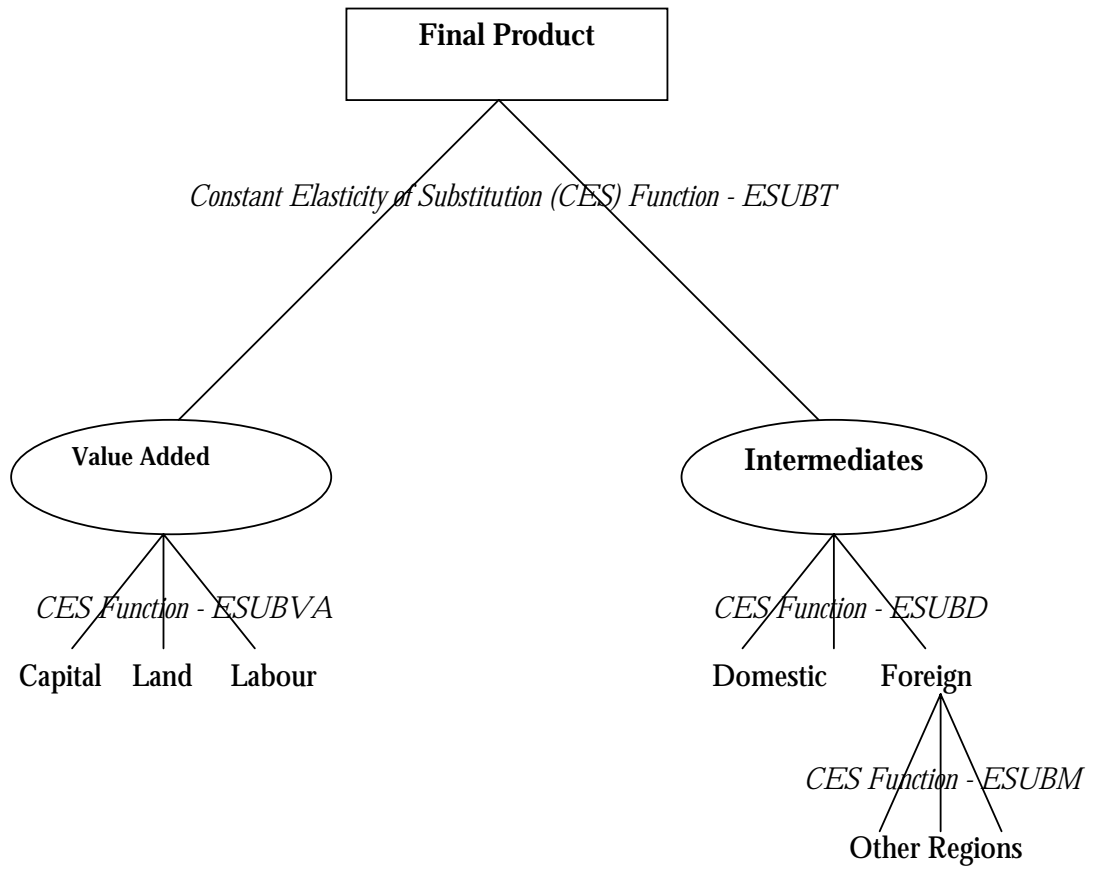 Final Product
Constant Elasticity of Substitution (CES) Function - ESUBT
Value Added
Intermediates
CES Function - ESUBVA
CES Function - ESUBD
Capital Land Labour
Domestic Foreign
CES Function - ESUBM
Other Regions